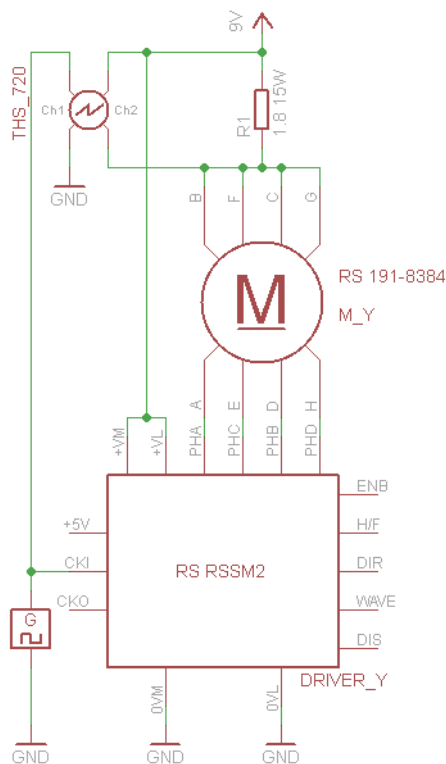 9V
THS_720
Ch1
Ch2
R1
1.8 15W
GND
B
F
C
G
M
RS 191-8384
M_Y
A
E
D
H
+VM
+VL
PHA
PHC
PHB
PHD
ENB
+5V
H/F
RS RSSM2
CKI
DIR
CKO
WAVE
G
DIS
DRIVER_Y
0VM
0VL
GND
GND
GND